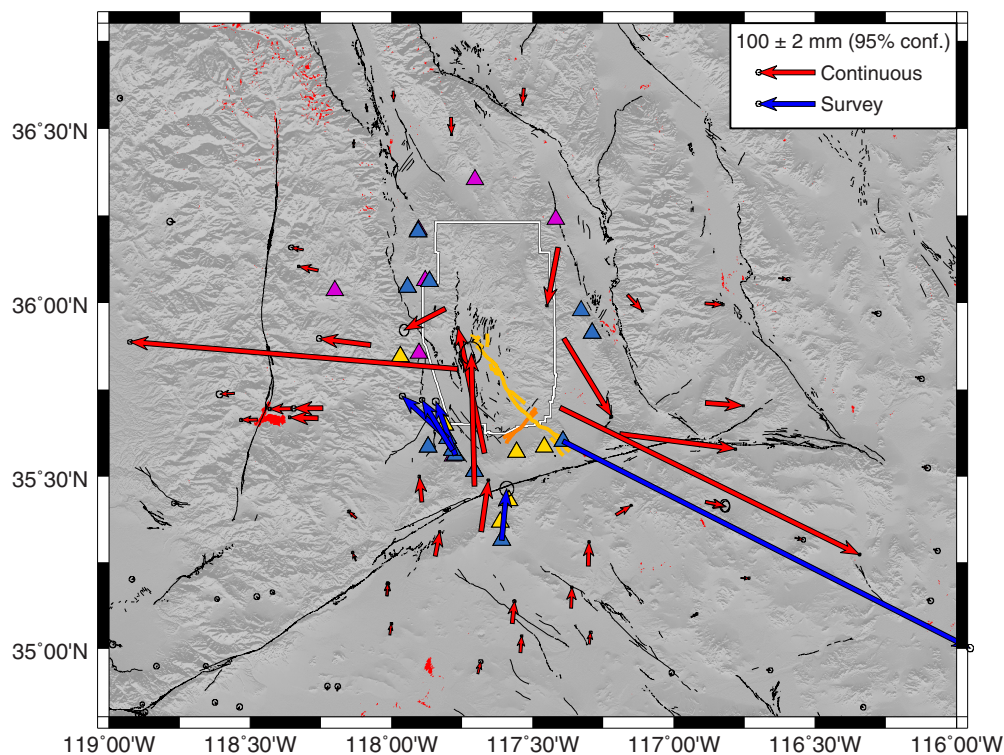 100 ± 2 mm (95% conf.)
Continuous
Survey
36˚30'N
36˚00'N
35˚30'N
35˚00'N
119˚00'W 118˚30'W 118˚00'W 117˚30'W 117˚00'W 116˚30'W 116˚00'W